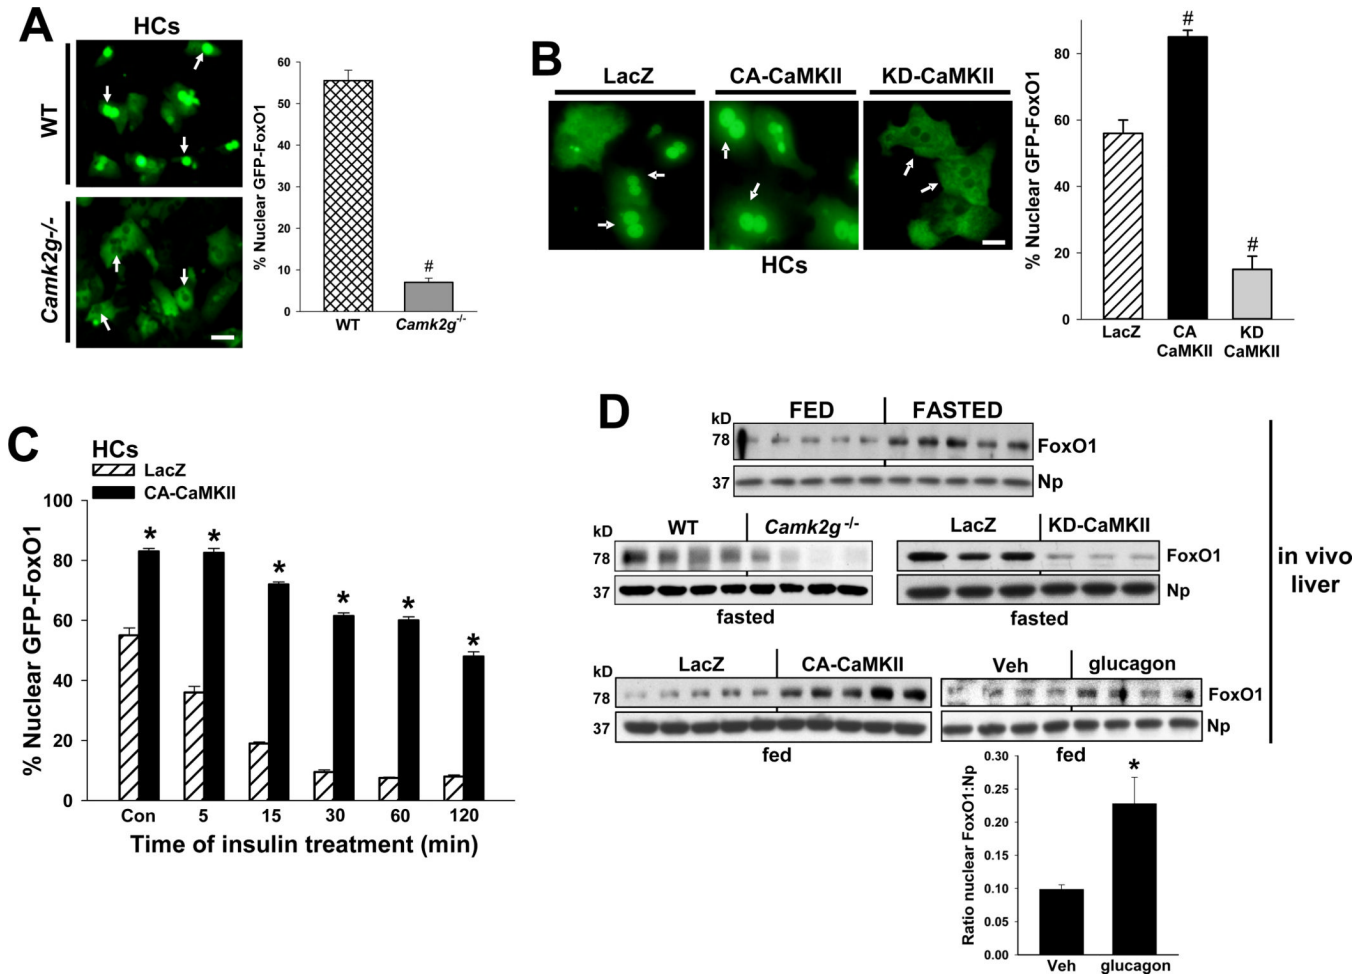 A
HCs
WT
Camk2g-/-
% Nuclear GFP-FoxO1
60
50
40
30
20
10
0
#
WT
Camk2g-/-
B
LacZ
CA-CaMKII
KD-CaMKII
HCs
% Nuclear GFP-FoxO1
80
60
40
20
0
#
#
LacZ
CA
CaMKII
KD
CaMKII
C
HCs
LacZ
CA-CaMKII
% Nuclear GFP-FoxO1
100
80
60
40
20
0
* * * * * *
Con 5 15 30 60 120
Time of insulin treatment (min)
D
kD FED FASTED
78 FoxO1
37 Np
kD WT Camk2g -/-
78
37
fasted
LacZ KD-CaMKII
FoxO1
Np
fasted
kD LacZ CA-CaMKII
78
37
fed
Veh glucagon
FoxO1
Np
fed
in vivo
liver
Ratio nuclear FoxO1:Np
0.30
0.25
0.20
0.15
0.10
0.05
0.00
*
Veh glucagon